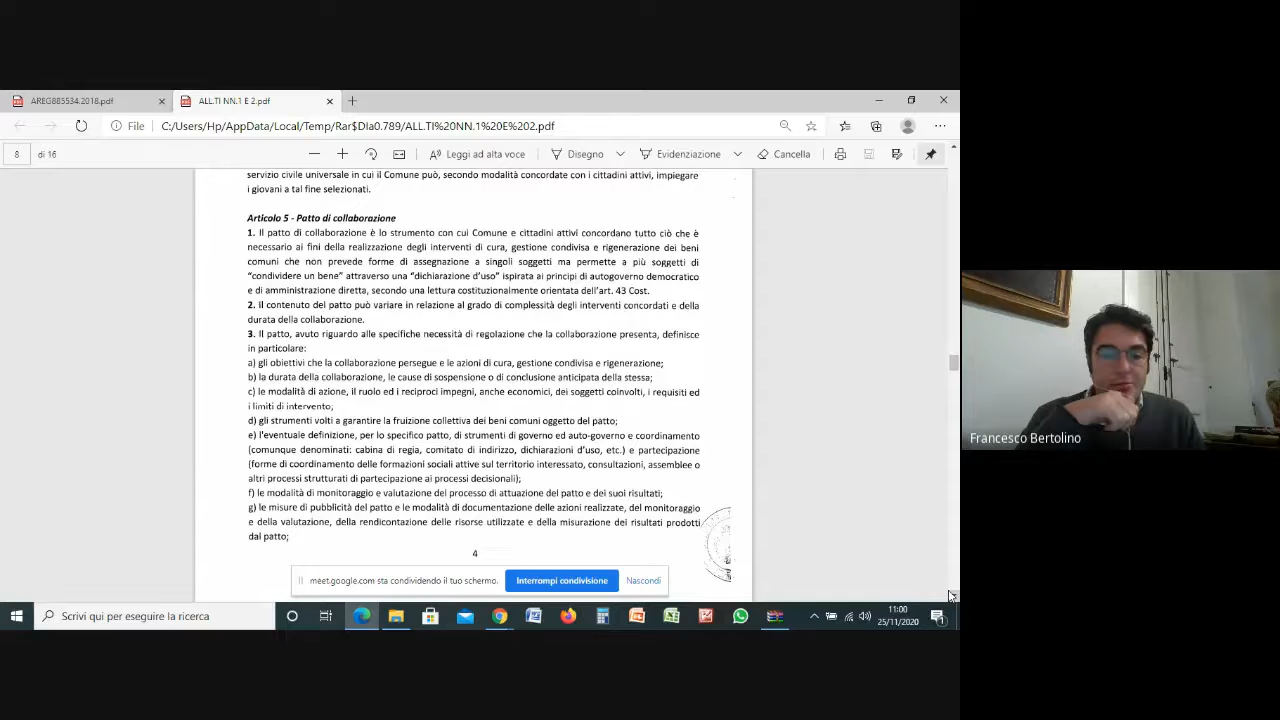 AREG885534.2018.pdf
ALL.TI NN.1 E 2.pdf
File
C:/Users/Hp/AppData/Local/Temp/Rar$DIa0.789/ALL.TI%20NN.1%20E%202.pdf
8 di 16
Leggi ad alta voce
Disegno
Evidenziazione
Cancella
servizio civile universale in cui il Comune può, secondo modalità concordate con i cittadini attivi, impiegare
i giovani a tal fine selezionati.
Articolo 5 - Patto di collaborazione
1. Il patto di collaborazione è lo strumento con cui Comune e cittadini attivi concordano tutto ciò che è
necessario ai fini della realizzazione degli interventi di cura, gestione condivisa e rigenerazione dei beni
comuni che non prevede forme di assegnazione a singoli soggetti ma permette a più soggetti di
"condividere un bene" attraverso una "dichiarazione d'uso" ispirata ai principi di autogoverno democratico
e di amministrazione diretta, secondo una lettura costituzionalmente orientata dell'art. 43 Cost.
2. Il contenuto del patto può variare in relazione al grado di complessità degli interventi concordati e della
durata della collaborazione.
3. Il patto, avuto riguardo alle specifiche necessità di regolazione che la collaborazione presenta, definisce
in particolare:
a) gli obiettivi che la collaborazione persegue e le azioni di cura, gestione condivisa e rigenerazione;
b) la durata della collaborazione, le cause di sospensione o di conclusione anticipata della stessa;
c) le modalità di azione, il ruolo ed i reciproci impegni, anche economici, dei soggetti coinvolti, i requisiti ed
i limiti di intervento;
d) gli strumenti volti a garantire la fruizione collettiva dei beni comuni oggetto del patto;
e) l'eventuale definizione, per lo specifico patto, di strumenti di governo ed auto-governo e coordinamento
(comunque denominati: cabina di regia, comitato di indirizzo, dichiarazioni d'uso, etc.) e partecipazione
(forme di coordinamento delle formazioni sociali attive sul territorio interessato, consultazioni, assemblee o
altri processi strutturati di partecipazione ai processi decisionali);
f) le modalità di monitoraggio e valutazione del processo di attuazione del patto e dei suoi risultati;
g) le misure di pubblicità del patto e le modalità di documentazione delle azioni realizzate, del monitoraggio
e della valutazione, della rendicontazione delle risorse utilizzate e della misurazione dei risultati prodotti
dal patto;
4
meet.google.com sta condividendo il tuo schermo.
Interrompi condivisione
Nascondi
Scrivi qui per eseguire la ricerca
11:00
25/11/2020
1
Francesco Bertolino